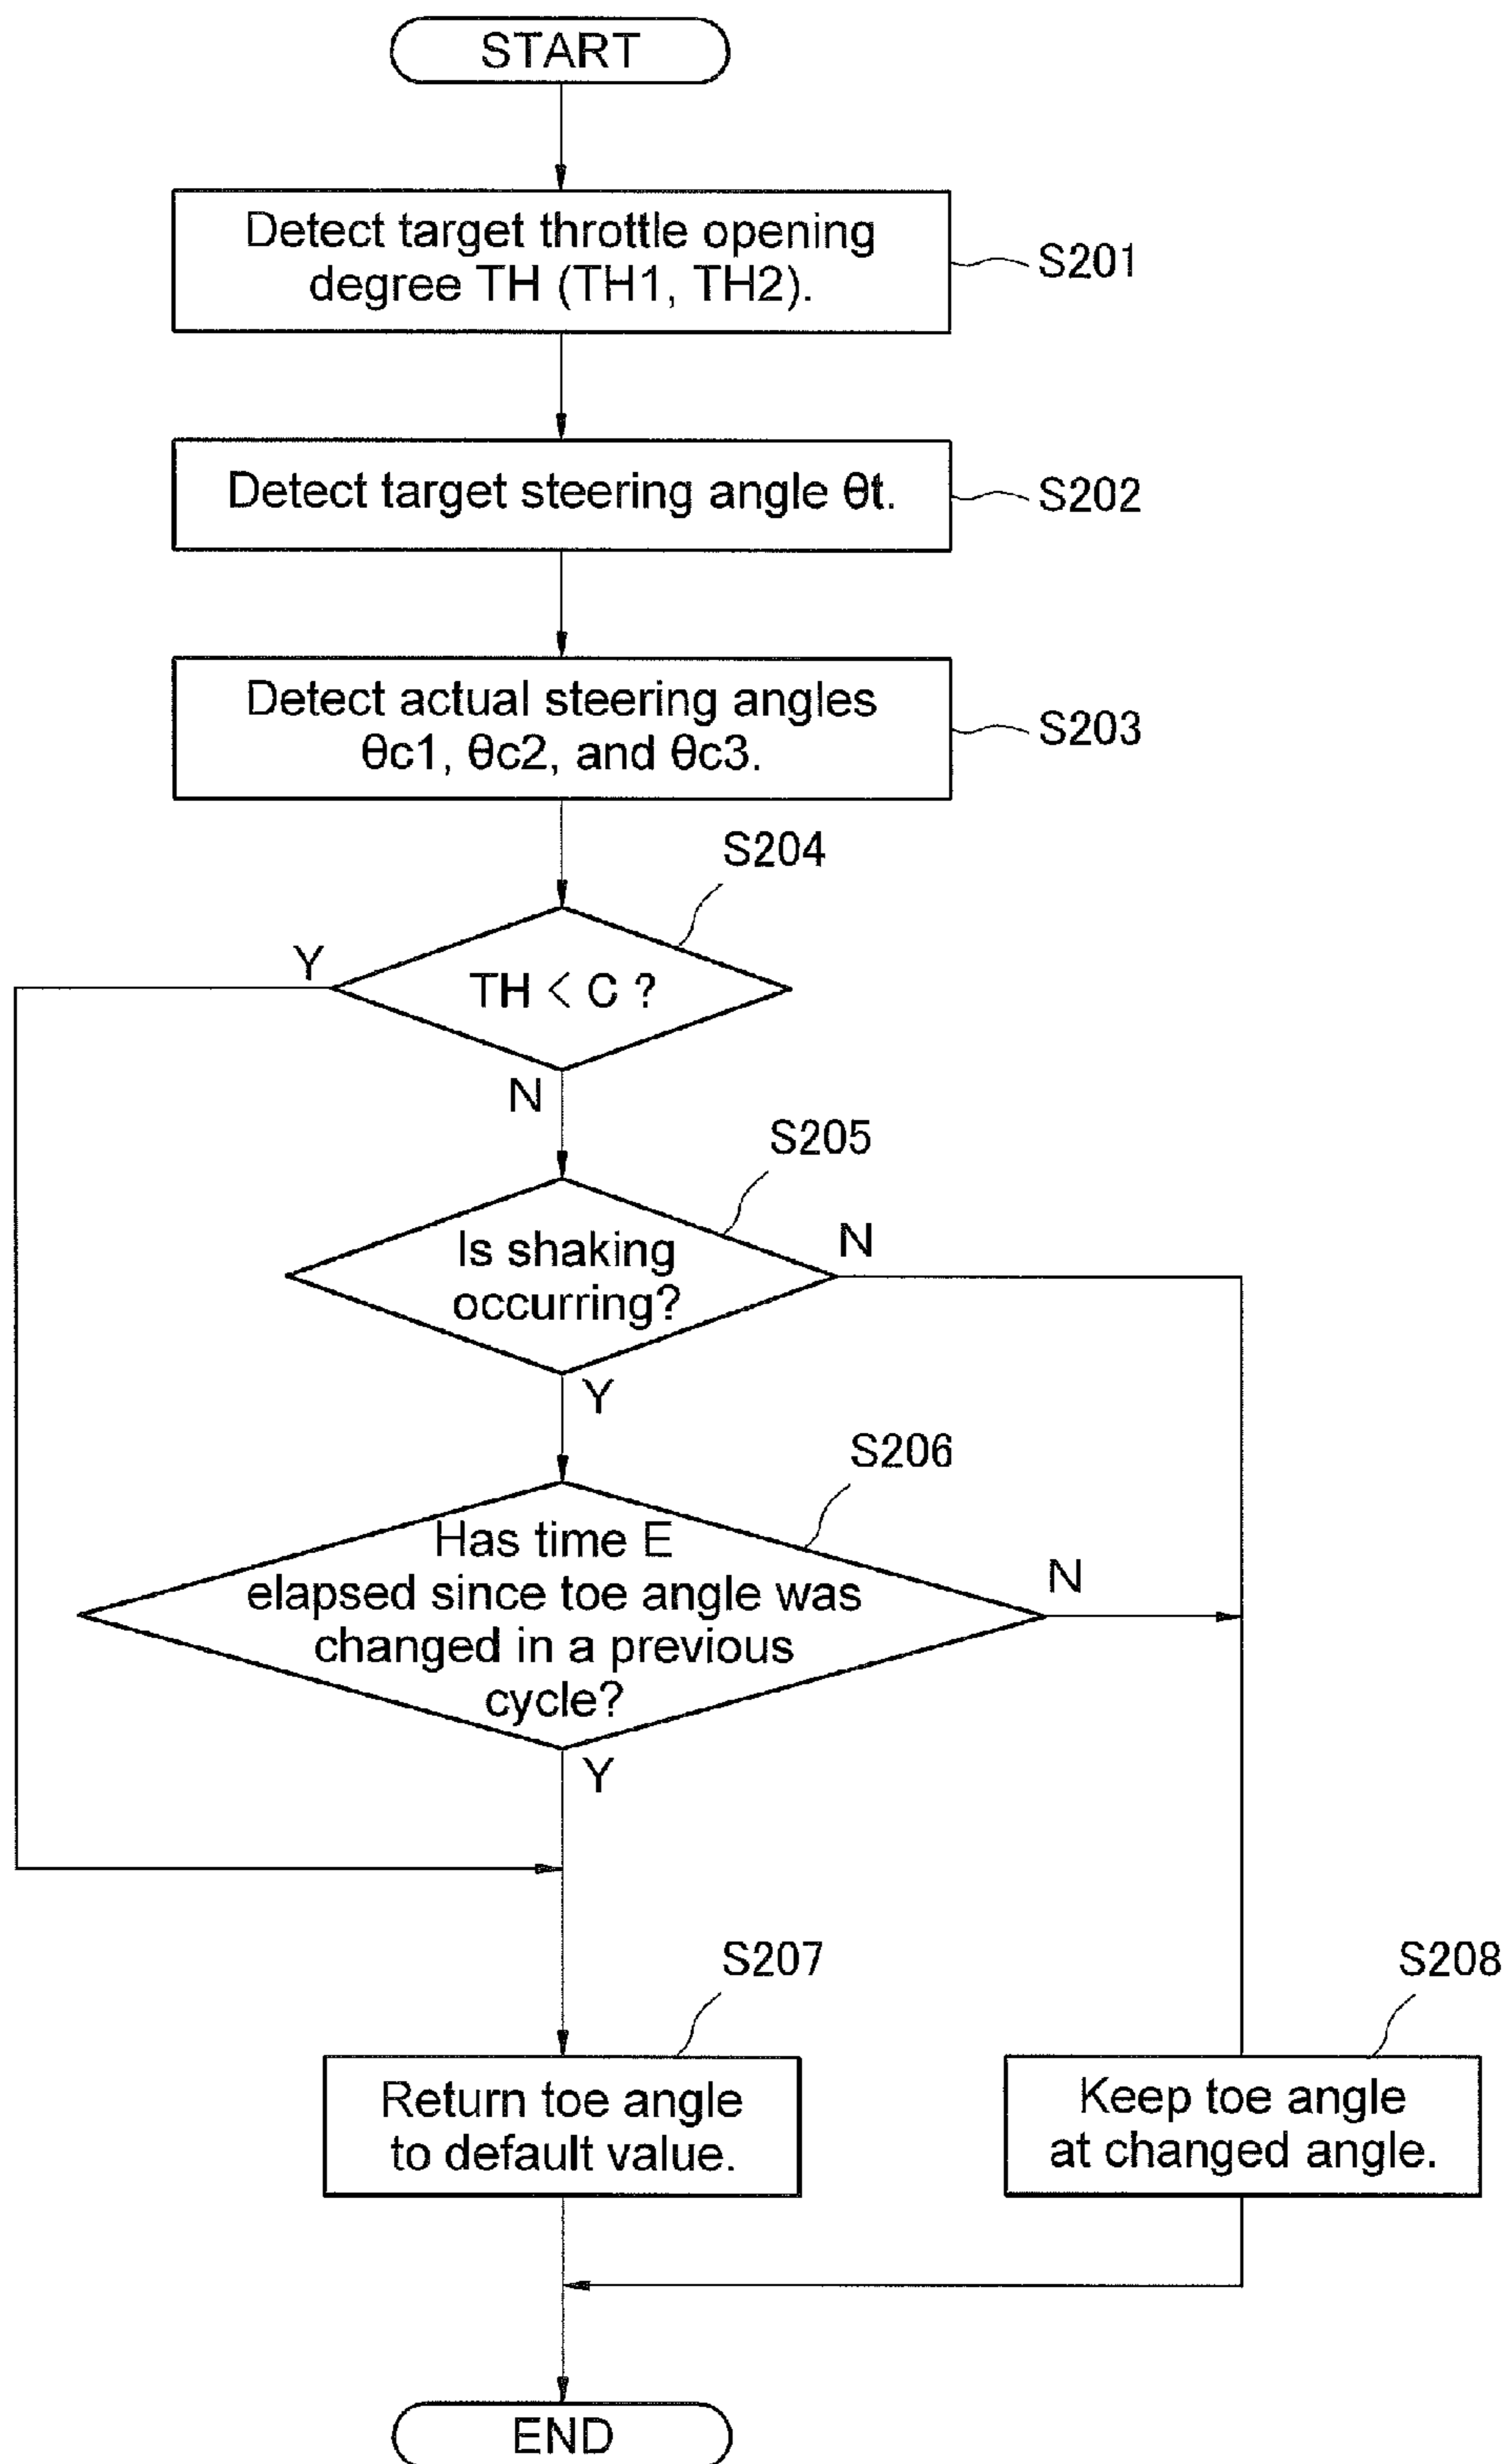 START
Detect target throttle opening
degree TH (TH1, TH2).
S201
Detect target steering angle θt.
S202
Detect actual steering angles
θc1, θc2, and θc3.
S203
S204
Y
TH < C ?
N
S205
Is shaking
occurring?
N
Y
S206
Has time E
elapsed since toe angle was
changed in a previous
cycle?
N
Y
S207
Return toe angle
to default value.
S208
Keep toe angle
at changed angle.
END